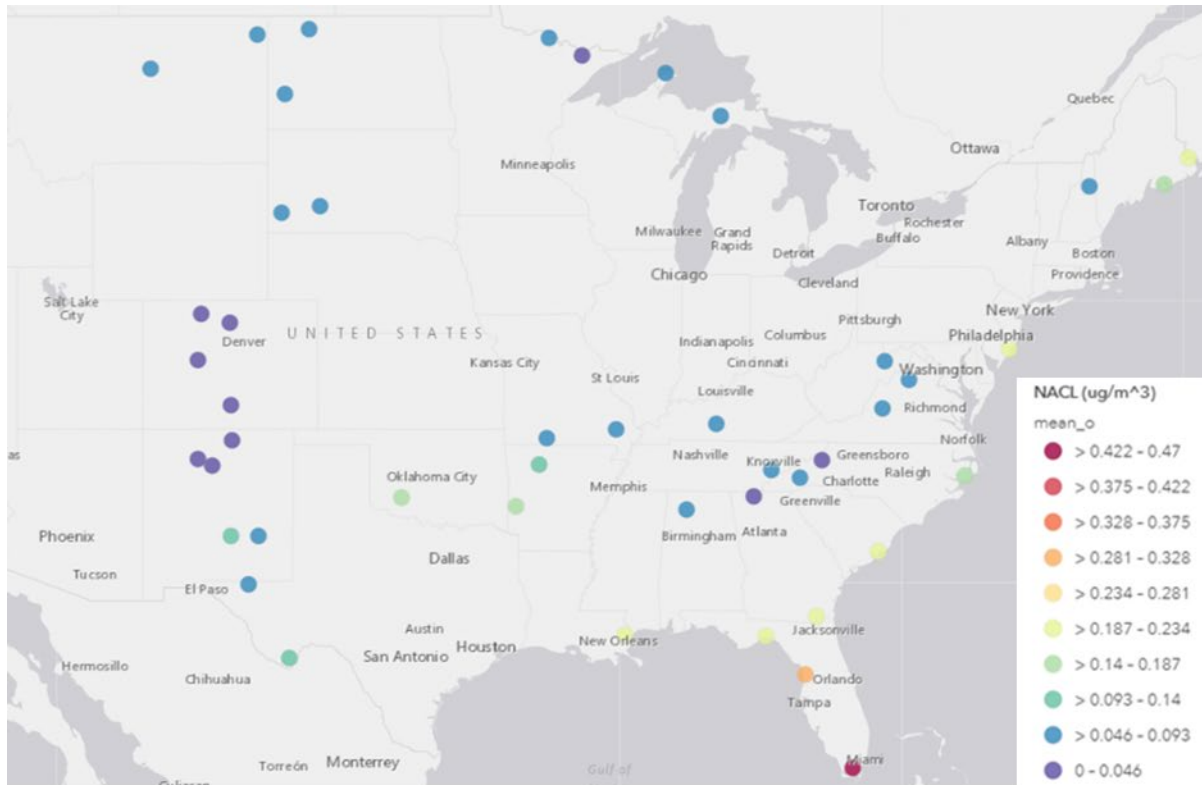 Quebec
Ottawa
Minneapolis
Toronto
Rochester
Buffalo
Milwaukee
Grand
Rapids
Albany
Detroit
Boston
Chicago
Cleveland
Providence
Salt Lake
City
New York
Pittsburgh
Denver
UNITED STATES
Columbus
Philadelphia
Indianapolis
Kansas City
Cincinnati
Washington
St Louis
Louisville
Richmond
Norfolk
as
Nashville
Knoxville
Greensboro
Raleigh
Oklahoma City
Charlotte
Memphis
Greenville
Phoenix
Birmingham
Atlanta
Dallas
Tucson
El Paso
Austin
Jacksonville
New Orleans
Houston
San Antonio
Hermosillo
Chihuahua
Orlando
Tampa
Miami
Torreón
Monterrey
Gulf of
NACL (ug/m^3)
mean_o
> 0.422 - 0.47
> 0.375 - 0.422
> 0.328 - 0.375
> 0.281 - 0.328
> 0.234 - 0.281
> 0.187 - 0.234
> 0.14 - 0.187
> 0.093 - 0.14
> 0.046 - 0.093
0 - 0.046